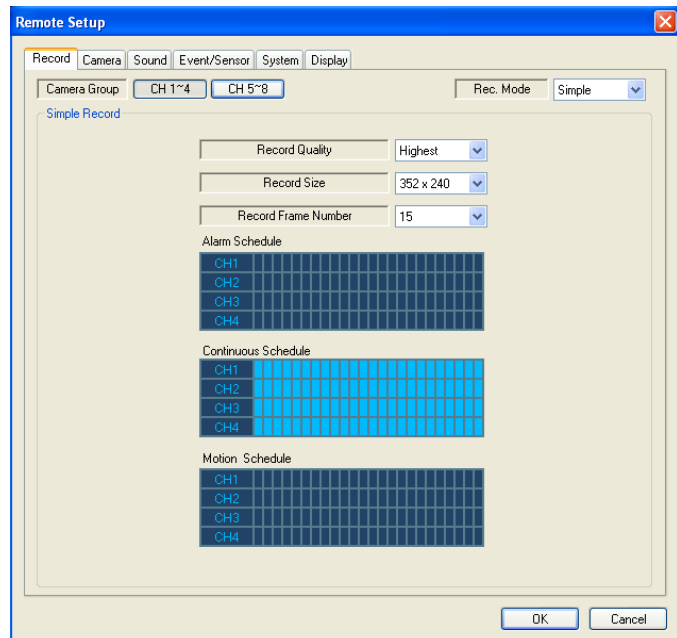 Remote Setup
Record Camera Sound Event/Sensor System Display
Camera Group CH 1~4 CH 5~8 Rec. Mode Simple
Simple Record
Record Quality Highest
Record Size 352 x 240
Record Frame Number 15
Alarm Schedule
CH1
CH2
CH3
CH4
Continuous Schedule
CH1
CH2
CH3
CH4
Motion Schedule
CH1
CH2
CH3
CH4
OK Cancel